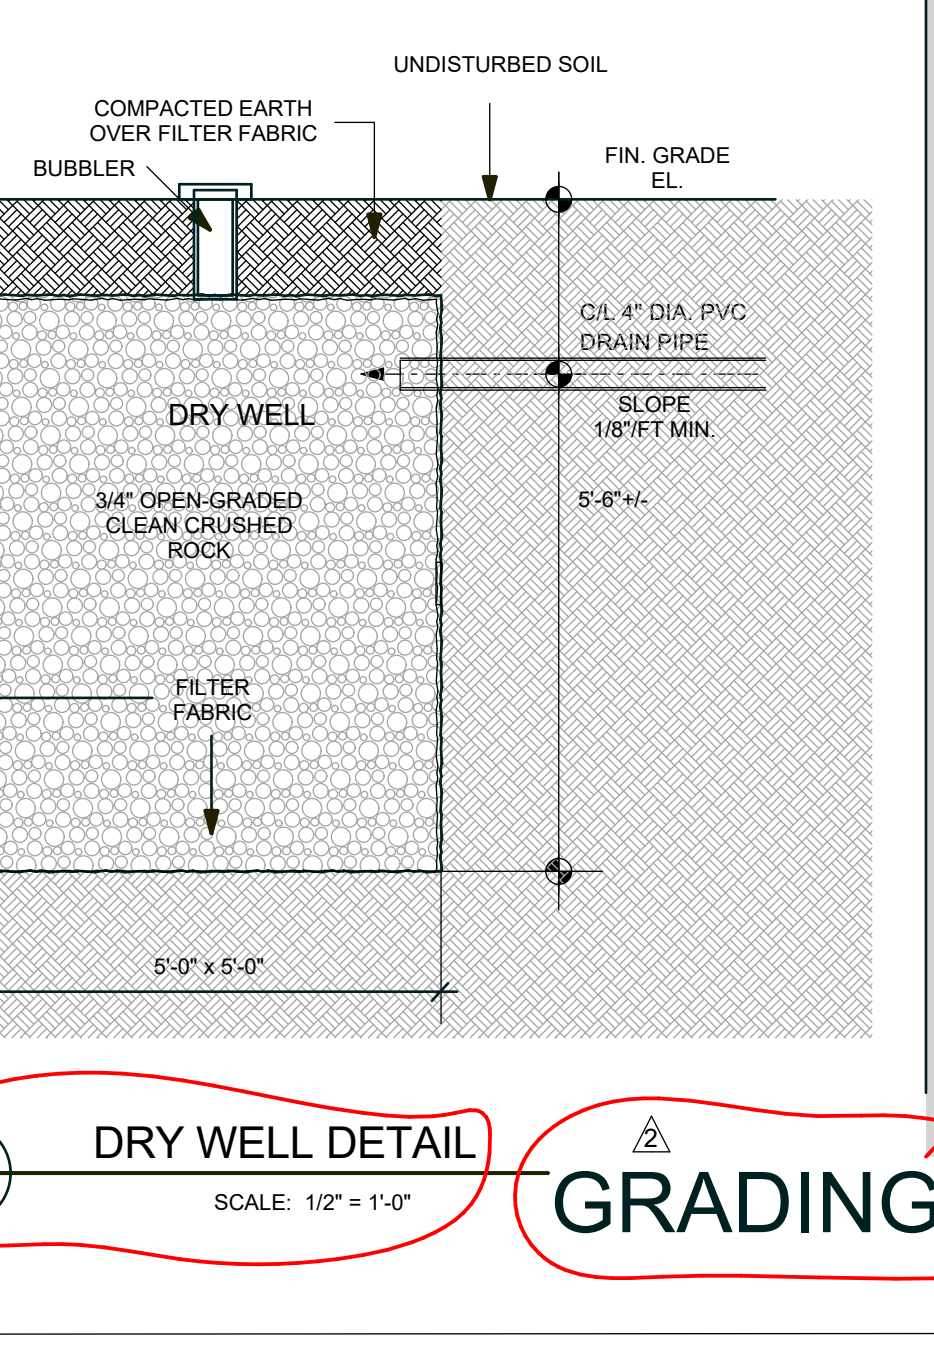 UNDISTURBED SOIL
COMPACTED EARTH
OVER FILTER FABRIC
BUBBLER
FIN. GRADE
EL.
C/L 4" DIA. PVC
DRAIN PIPE
SLOPE
1/8"/FT MIN.
DRY WELL
3/4" OPEN-GRADED
CLEAN CRUSHED
ROCK
5'-6"+/-
FILTER
FABRIC
5'-0" x 5'-0"
DRY WELL DETAIL
SCALE: 1/2" = 1'-0"
2
GRADING